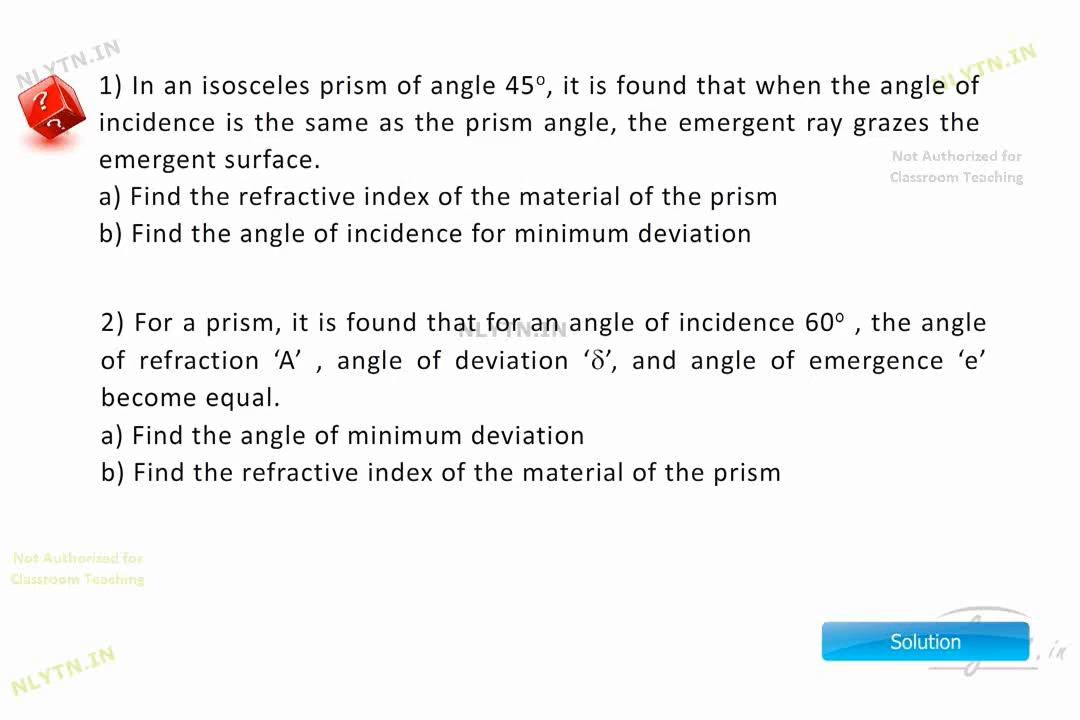 NLYTN.IN
NLYTN.IN
1) In an isosceles prism of angle 45º, it is found that when the angle of
incidence is the same as the prism angle, the emergent ray grazes the
emergent surface.
Not Authorized for
Classroom Teaching
a) Find the refractive index of the material of the prism
b) Find the angle of incidence for minimum deviation
2) For a prism, it is found that for an angle of incidence 60º , the angle
NLYTN.IN
of refraction ‘A’ , angle of deviation ‘δ’, and angle of emergence ‘e’
become equal.
a) Find the angle of minimum deviation
b) Find the refractive index of the material of the prism
Not Authorized for
Classroom Teaching
Solution
.in
NLYTN.IN